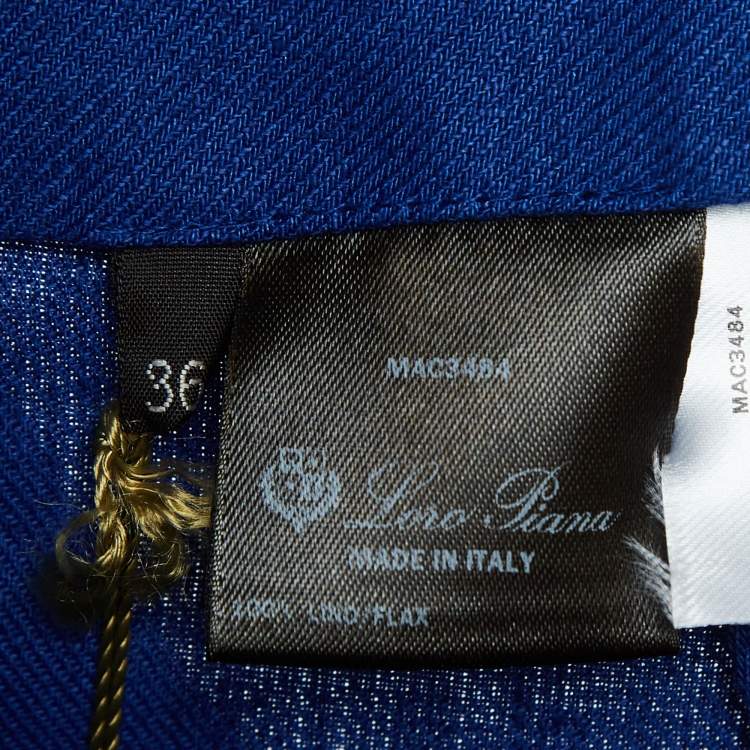 36
MAC3484
Loro Piana
MADE IN ITALY
100% LINO-FLAX
MAC3484